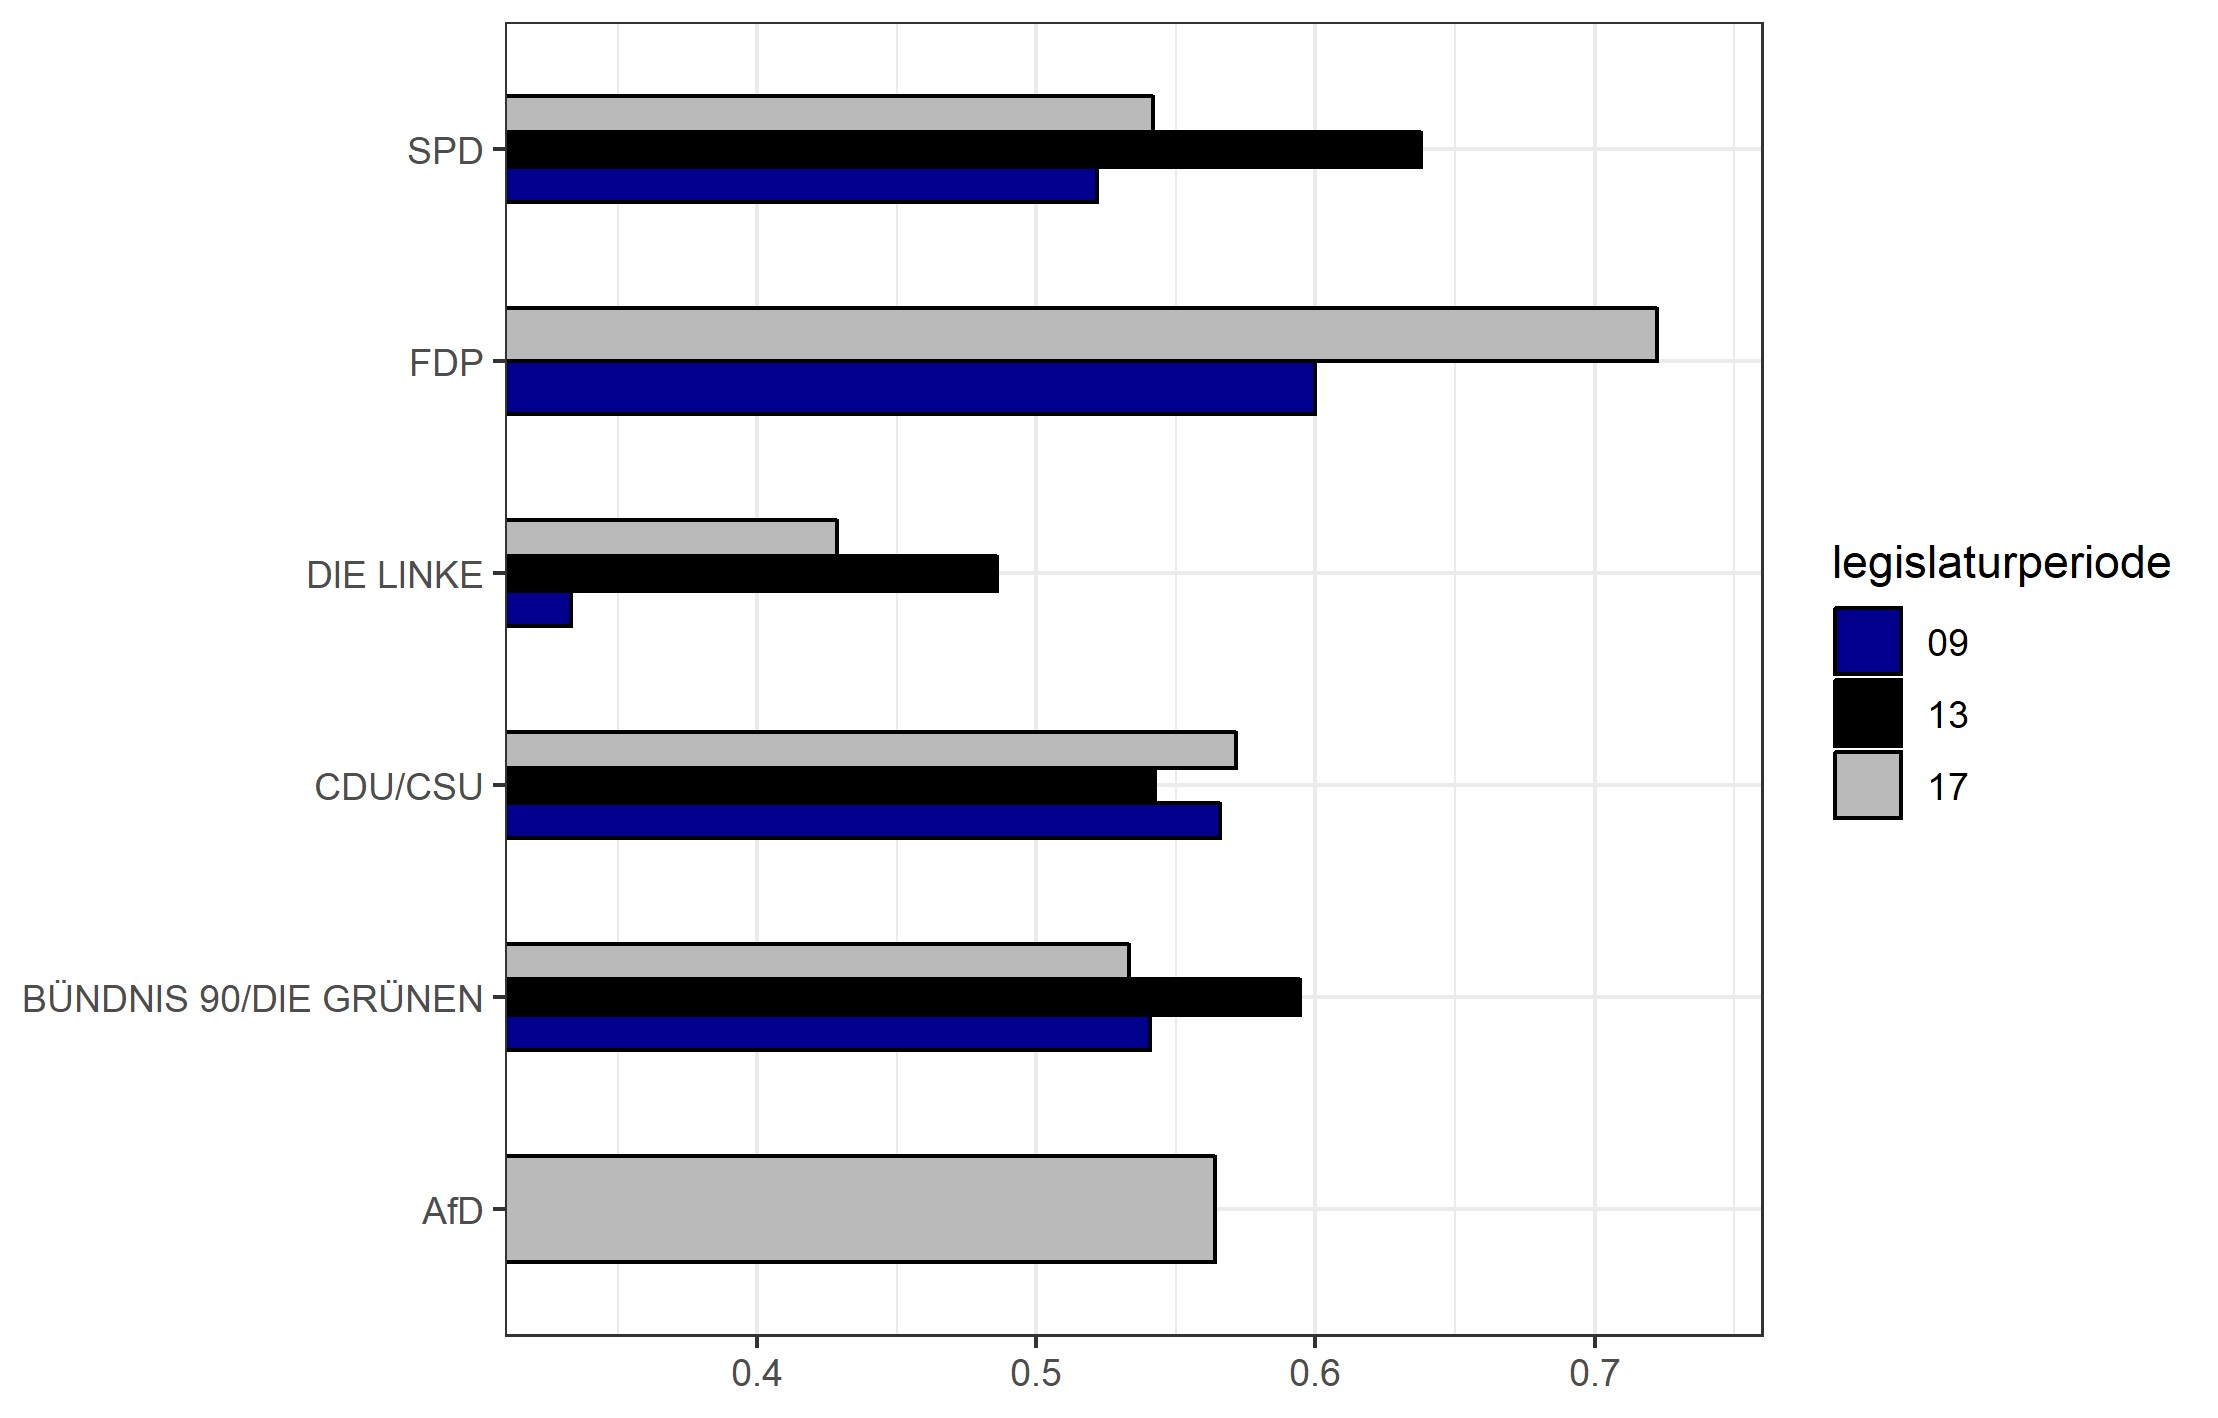 SPD
FDP
DIE LINKE
CDU/CSU
BÜNDNIS 90/DIE GRÜNEN
AfD
0.4 0.5 0.6 0.7
legislaturperiode
09
13
17